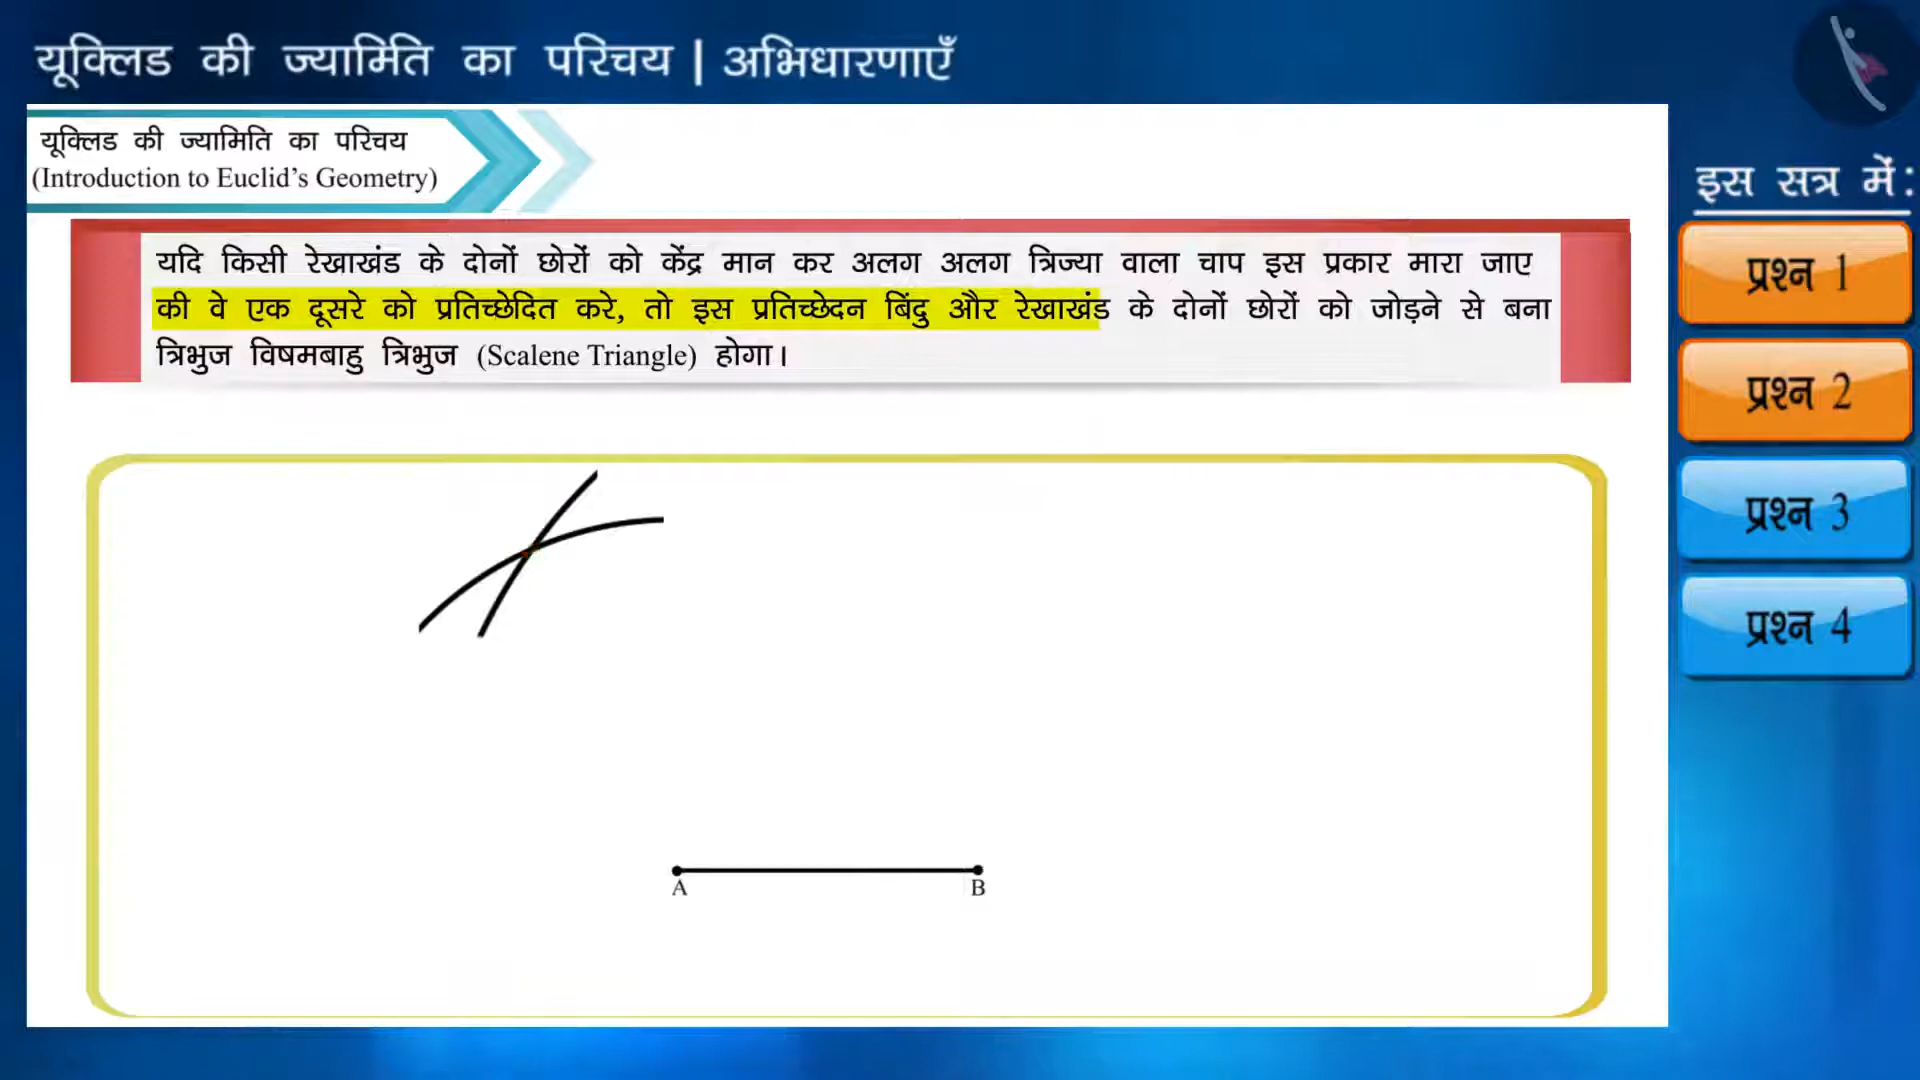 यूक्लिड की ज्यामिति का परिचय | अभिधारणाएँ
यूक्लिड की ज्यामिति का परिचय
(Introduction to Euclid’s Geometry)
यदि किसी रेखाखंड के दोनों छोरों को केंद्र मान कर अलग अलग त्रिज्या वाला चाप इस प्रकार मारा जाए
की वे एक दूसरे को प्रतिच्छेदित करे, तो इस प्रतिच्छेदन बिंदु और रेखाखंड के दोनों छोरों को जोड़ने से बना
त्रिभुज विषमबाहु त्रिभुज (Scalene Triangle) होगा।
A
B
इस सत्र में:
प्रश्न 1
प्रश्न 2
प्रश्न 3
प्रश्न 4